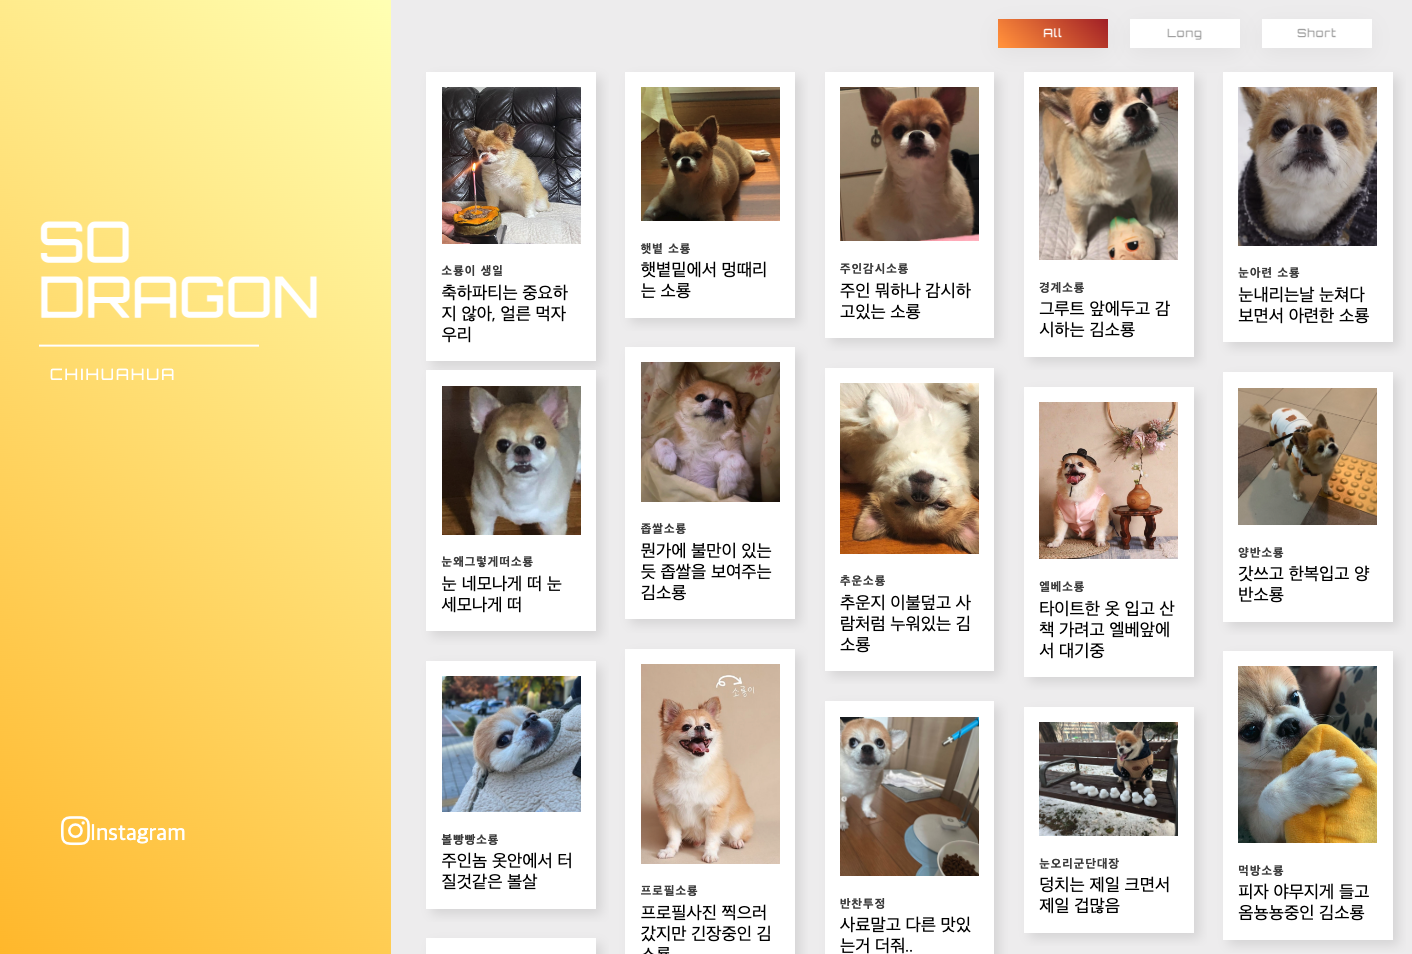 SO
DRAGON
CHIHUAHUA
Instagram
All
Long
Short
소룡이 생일
축하파티는 중요하
지 않아, 얼른 먹자
우리
눈왜그렇게떠소룡
눈 네모나게 떠 눈
세모나게 떠
볼빵빵소룡
주인놈 옷안에서 터
질것같은 볼살
햇볕 소룡
햇볕밑에서 멍때리
는 소룡
좁쌀소룡
뭔가에 불만이 있는
듯 좁쌀을 보여주는
김소룡
소룡이
프로필소룡
프로필사진 찍으러
갔지만 긴장중인 김
소룡
주인감시소룡
주인 뭐하나 감시하
고있는 소룡
추운소룡
추운지 이불덮고 사
람처럼 누워있는 김
소룡
반찬투정
사료말고 다른 맛있
는거 더줘..
경계소룡
그루트 앞에두고 감
시하는 김소룡
엘베소룡
타이트한 옷 입고 산
책 가려고 엘베앞에
서 대기중
눈오리군단대장
덩치는 제일 크면서
제일 겁많음
눈아련 소룡
눈내리는날 눈쳐다
보면서 아련한 소룡
양반소룡
갓쓰고 한복입고 양
반소룡
먹방소룡
피자 야무지게 들고
옴뇽뇽중인 김소룡